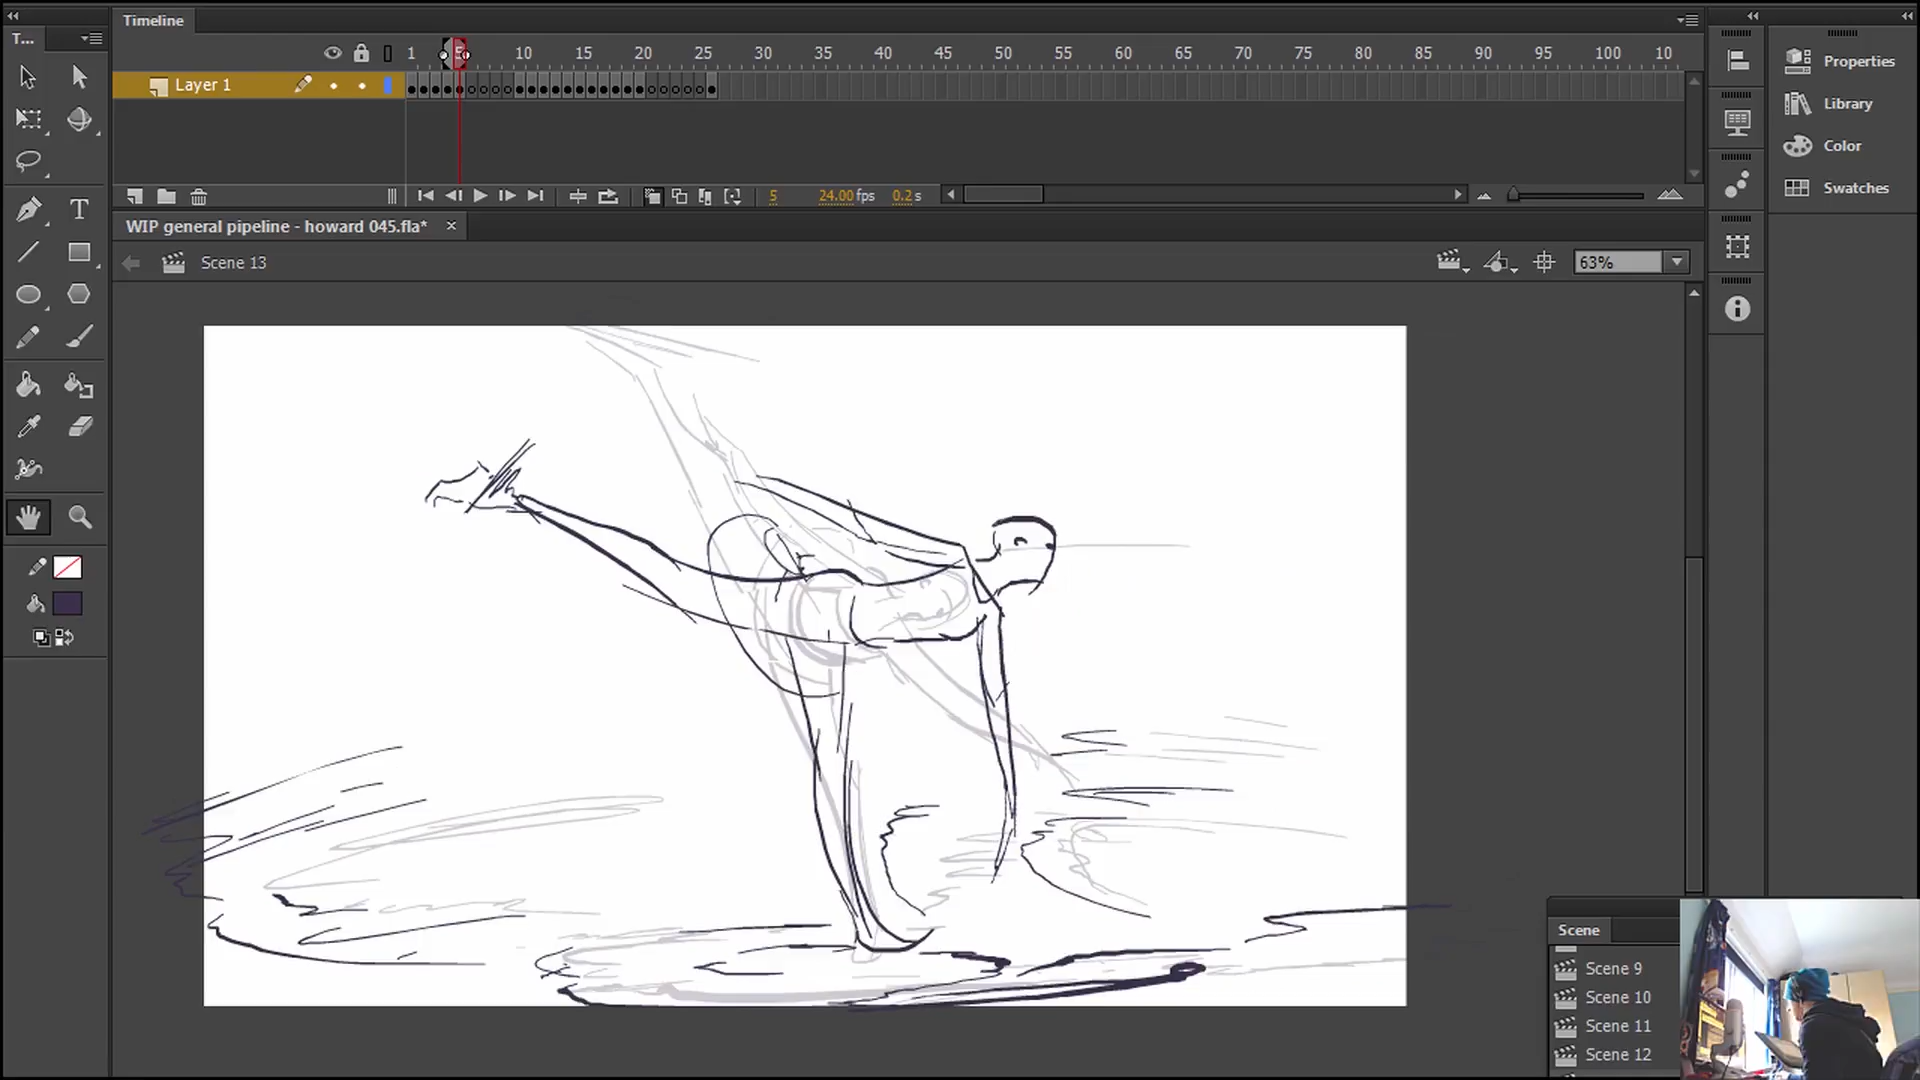 Timeline
T...
1 5 10 15 20 25 30 35 40 45 50 55 60 65 70 75 80 85 90 95 100 10
Layer 1
5 24.00 fps 0.2 s
WIP general pipeline - howard 045.fla*
Scene 13
63%
Properties
Library
Color
Swatches
Scene
Scene 9
Scene 10
Scene 11
Scene 12